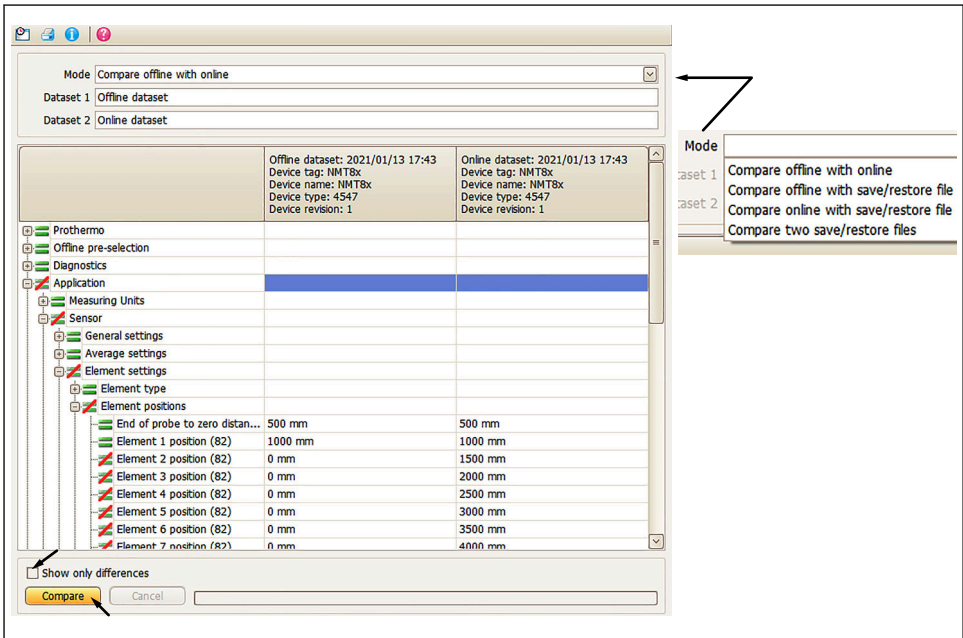 Mode Compare offline with online
Dataset 1 Offline dataset
Dataset 2 Online dataset
Offline dataset: 2021/01/13 17:43
Device tag: NMT8x
Device name: NMT8x
Device type: 4547
Device revision: 1
Online dataset: 2021/01/13 17:43
Device tag: NMT8x
Device name: NMT8x
Device type: 4547
Device revision: 1
Prothermo
Offline pre-selection
Diagnostics
Application
Measuring Units
Sensor
General settings
Average settings
Element settings
Element type
Element positions
End of probe to zero distan... 500 mm 500 mm
Element 1 position (82) 1000 mm 1000 mm
Element 2 position (82) 0 mm 1500 mm
Element 3 position (82) 0 mm 2000 mm
Element 4 position (82) 0 mm 2500 mm
Element 5 position (82) 0 mm 3000 mm
Element 6 position (82) 0 mm 3500 mm
Element 7 position (82) 0 mm 4000 mm
Show only differences
Compare Cancel
Mode
aset 1 Compare offline with online
Compare offline with save/restore file
aset 2 Compare online with save/restore file
Compare two save/restore files